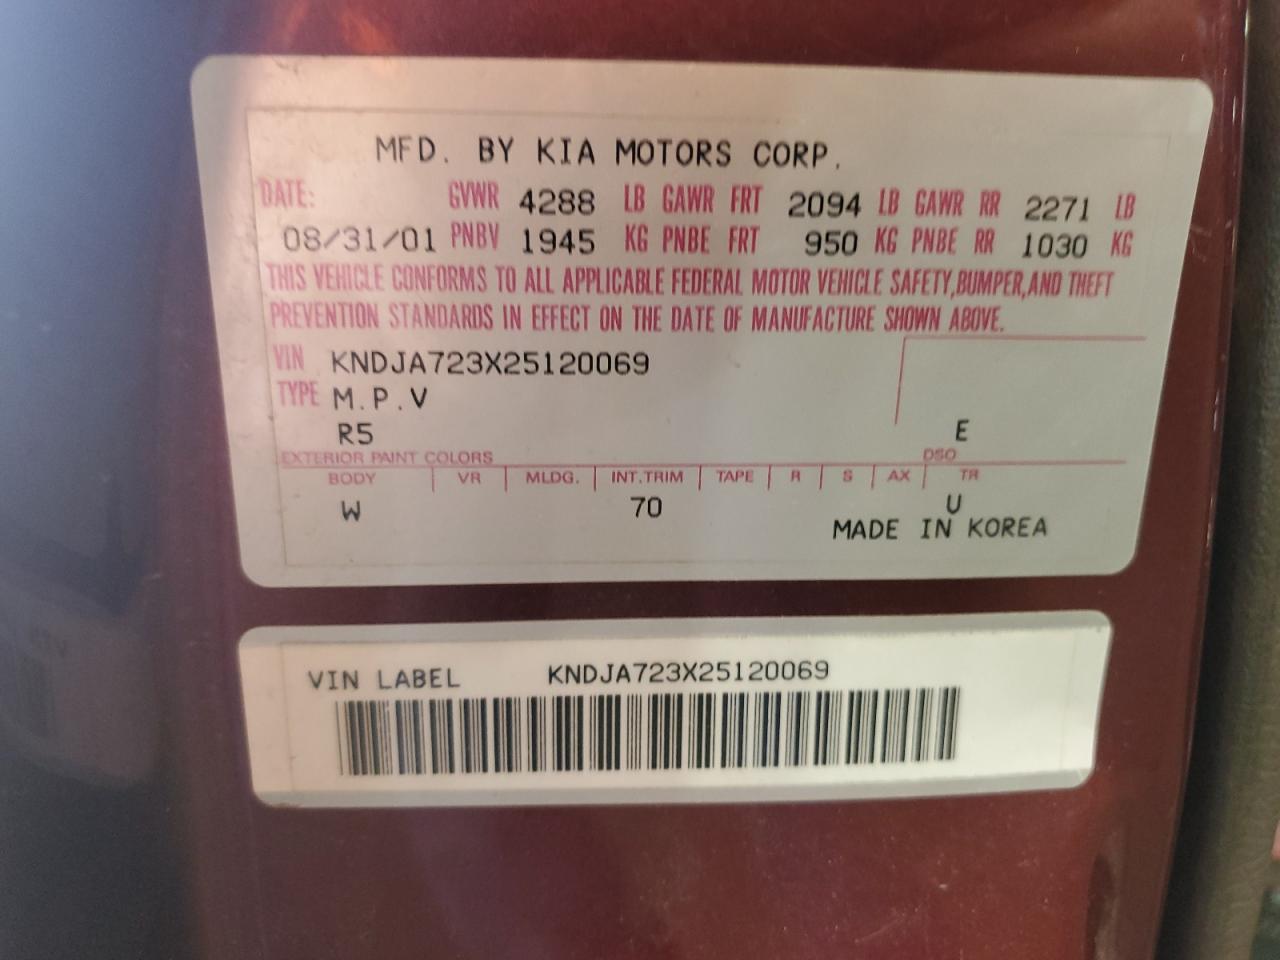 MFD. BY KIA MOTORS CORP.
DATE: GVWR 4288 LB GAWR FRT 2094 LB GAWR RR 2271 LB
08/31/01 PNBV 1945 KG PNBE FRT 950 KG PNBE RR 1030 KG
THIS VEHICLE CONFORMS TO ALL APPLICABLE FEDERAL MOTOR VEHICLE SAFETY,BUMPER,AND THEFT
PREVENTION STANDARDS IN EFFECT ON THE DATE OF MANUFACTURE SHOWN ABOVE.
VIN KNDJA723X25120069
TYPE M.P.V
R5 E
EXTERIOR PAINT COLORS DSO
BODY VR MLDG. INT.TRIM TAPE R S AX TR
W 70 U
MADE IN KOREA
VIN LABEL KNDJA723X25120069